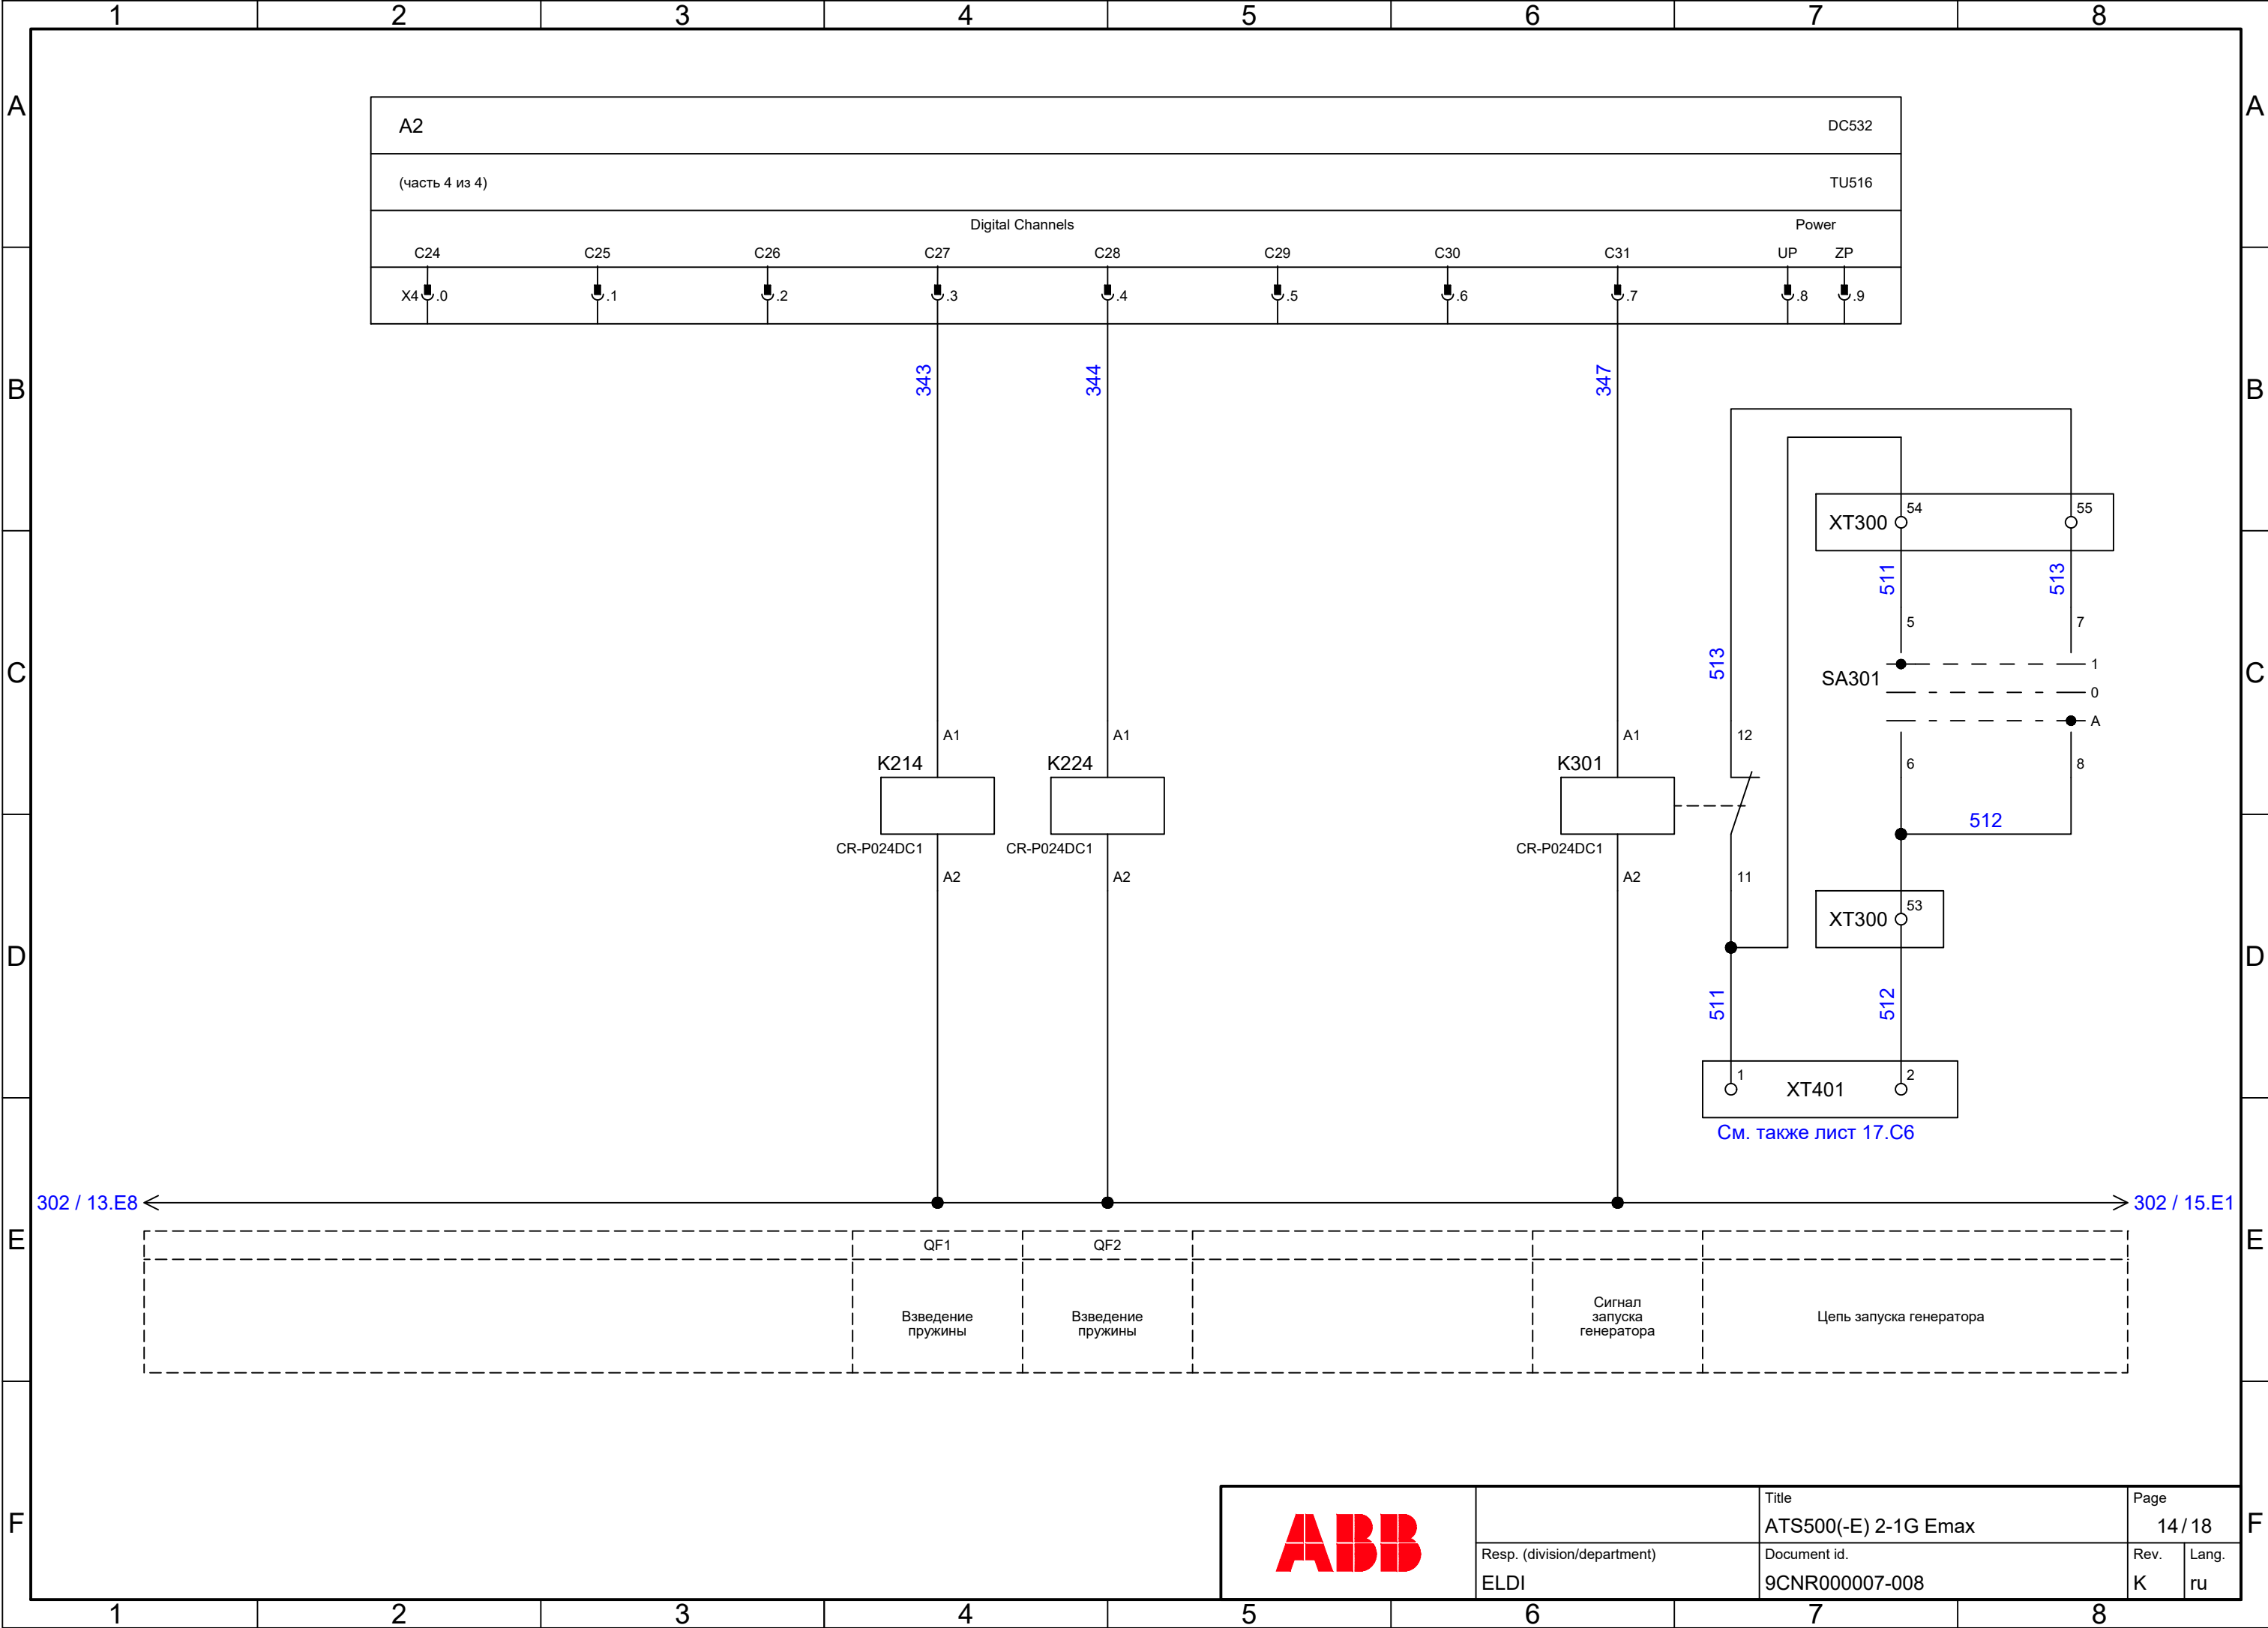 1 2 3 4 5 6 7 8
A A
A2 DC532
(часть 4 из 4) TU516
Digital Channels Power
C24 C25 C26 C27 C28 C29 C30 C31 UP ZP
X4 .0 .1 .2 .3 .4 .5 .6 .7 .8 .9
343 344 347
B B
XT300 54 55
511 513
5 7
513
SA301 1
0
A
C C
A1 A1 A1 12
K214 K224 K301 6 8
512
CR-P024DC1 CR-P024DC1 CR-P024DC1
A2 A2 A2 11
XT300 53
D D
511 512
1 XT401 2
См. также лист 17.C6
302 / 13.E8 302 / 15.E1
E E
QF1 QF2
Взведение
пружины
Взведение
пружины
Сигнал
запуска
генератора
Цепь запуска генератора
F F
ABB
Title
ATS500(-E) 2-1G Emax
Page
14 / 18
Resp. (division/department)
ELDI
Document id.
9CNR000007-008
Rev.
K
Lang.
ru
1 2 3 4 5 6 7 8